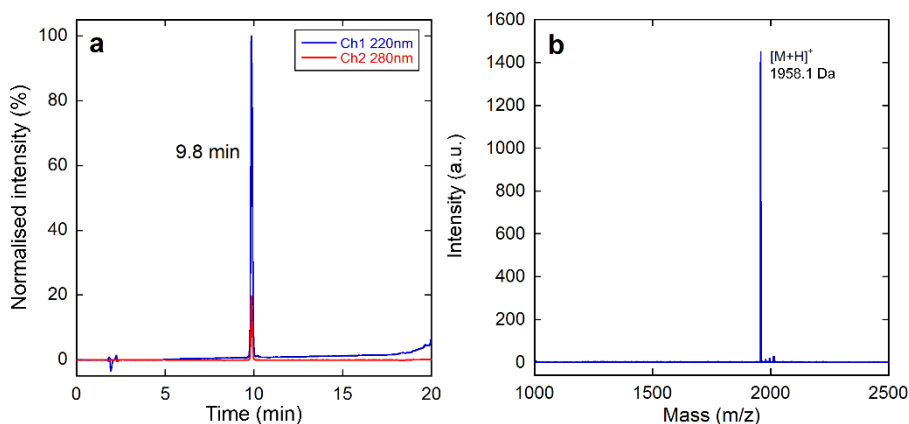 a
Ch1 220nm
Ch2 280nm
9.8 min
100
80
60
40
20
0
0 5 10 15 20
Normalised intensity (%)
Time (min)
b
[M+H]+
1958.1 Da
1600
1400
1200
1000
800
600
400
200
0
1000 1500 2000 2500
Intensity (a.u.)
Mass (m/z)